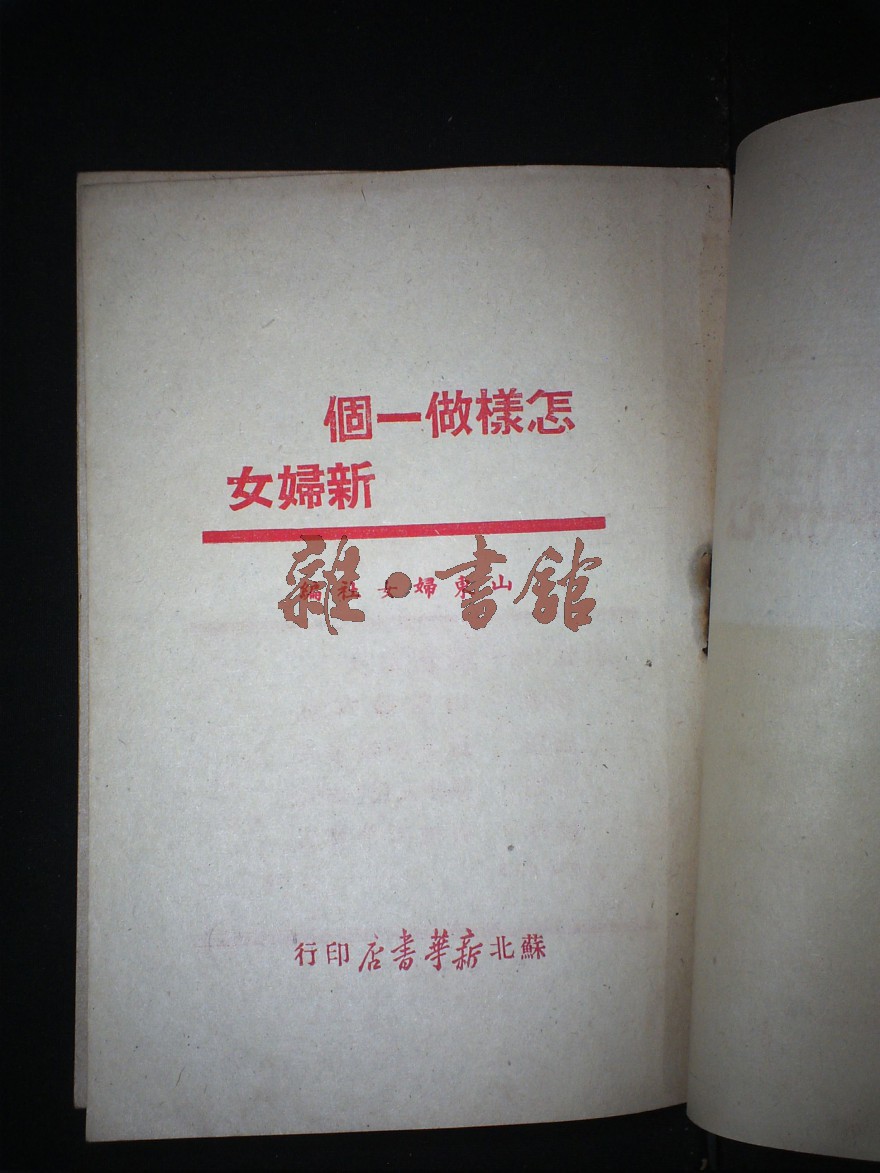 怎樣做一個
新婦女
山東婦女社編
雜·書館
蘇北新華書店印行